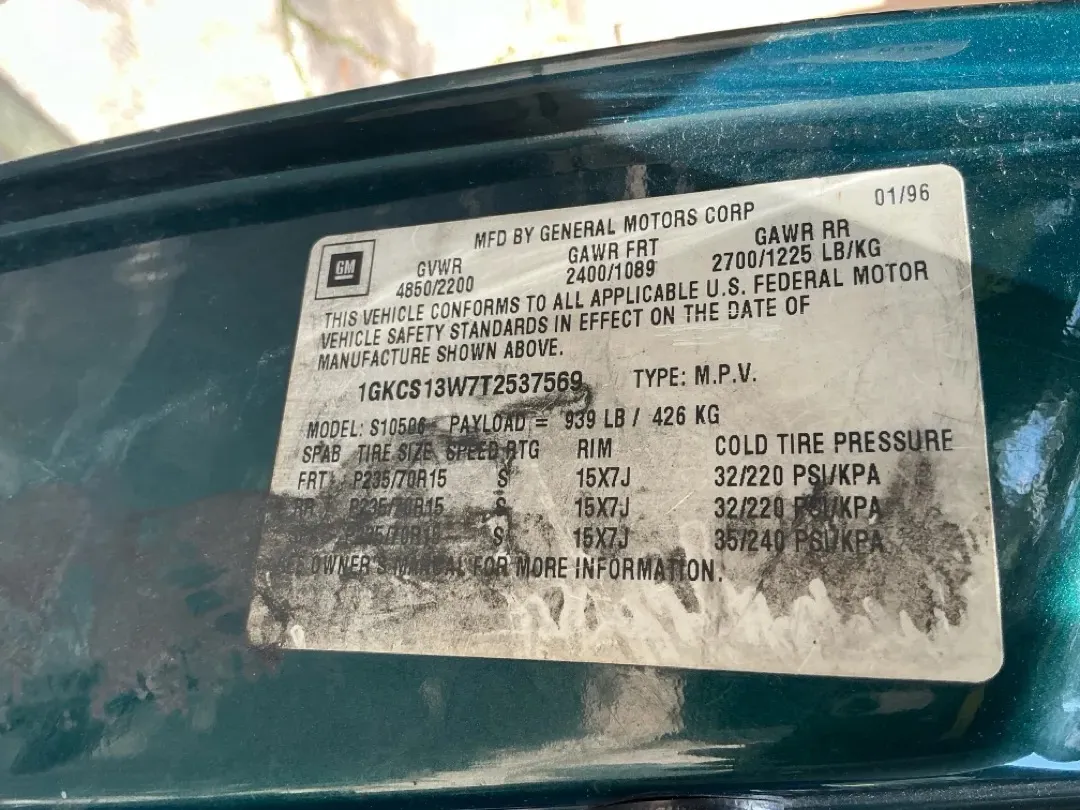 01/96
MFD BY GENERAL MOTORS CORP
GM
GVWR GAWR FRT GAWR RR
4850/2200 2400/1089 2700/1225 LB/KG
THIS VEHICLE CONFORMS TO ALL APPLICABLE U.S. FEDERAL MOTOR
VEHICLE SAFETY STANDARDS IN EFFECT ON THE DATE OF
MANUFACTURE SHOWN ABOVE.
1GKCS13W7T2537569 TYPE: M.P.V.
MODEL: S10506 PAYLOAD = 939 LB / 426 KG
SPAB TIRE SIZE SPEED RTG RIM COLD TIRE PRESSURE
FRT P235/70R15 S 15X7J 32/220 PSI/KPA
RR P235/70R15 S 15X7J 32/220 PSI/KPA
S 15X7J 35/240 PSI/KPA
OWNER'S MANUAL FOR MORE INFORMATION.